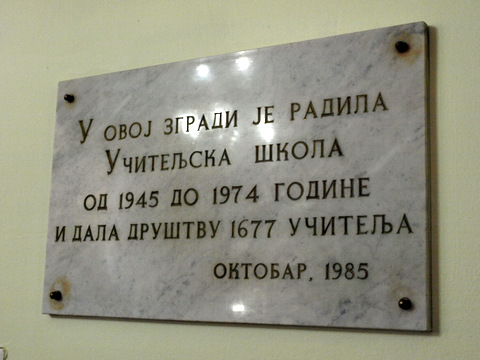 У ОВОЈ ЗГРАДИ ЈЕ РАДИЛА
УЧИТЕЉСКА ШКОЛА
ОД 1945 ДО 1974 ГОДИНЕ
И ДАЛА ДРУШТВУ 1677 УЧИТЕЉА
ОКТОБАР, 1985